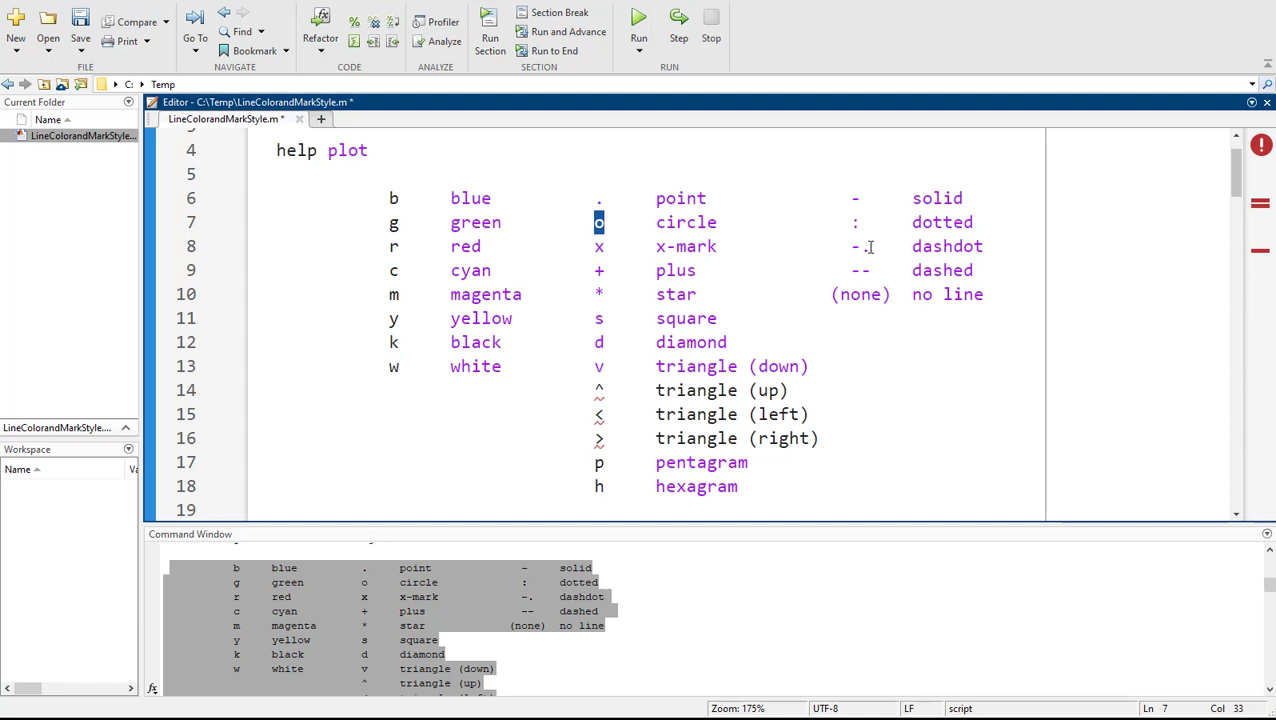 New Open Save Compare Print Go To Find Bookmark Refactor Profiler Analyze Run Section Section Break Run and Advance Run to End Run Step Stop
FILE NAVIGATE CODE ANALYZE SECTION RUN
C: Temp
Current Folder
Editor - C:\Temp\LineColorandMarkStyle.m *
Name
LineColorandMarkStyle.m * +
LineColorandMarkStyle...
4 help plot
5
6 b blue . point - solid
7 g green o circle : dotted
8 r red x x-mark -. dashdot
9 c cyan + plus -- dashed
10 m magenta * star (none) no line
11 y yellow s square
12 k black d diamond
13 w white v triangle (down)
14 ^ triangle (up)
15 < triangle (left)
16 > triangle (right)
17 p pentagram
18 h hexagram
19
LineColorandMarkStyle....
Workspace
Name
Command Window
b blue . point - solid
g green o circle : dotted
r red x x-mark -. dashdot
c cyan + plus -- dashed
m magenta * star (none) no line
y yellow s square
k black d diamond
w white v triangle (down)
^ triangle (up)
fx
Zoom: 175% UTF-8 LF script Ln 7 Col 33